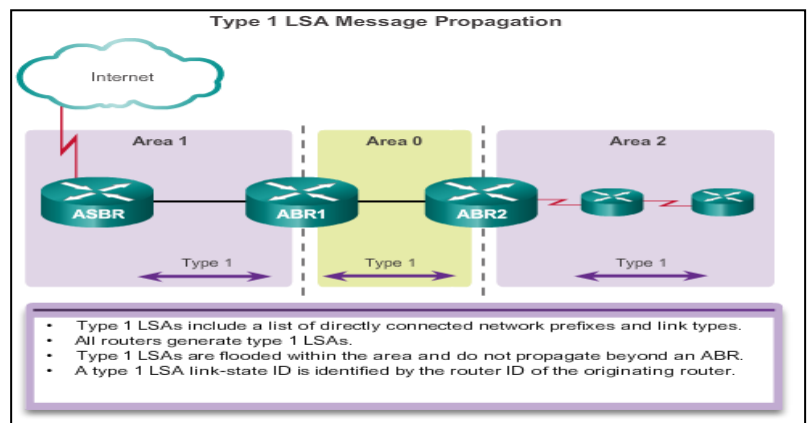 Type 1 LSA Message Propagation
Internet
Area 1
Area 0
Area 2
ASBR
ABR1
ABR2
Type 1
Type 1
Type 1
• Type 1 LSAs include a list of directly connected network prefixes and link types.
• All routers generate type 1 LSAs.
• Type 1 LSAs are flooded within the area and do not propagate beyond an ABR.
• A type 1 LSA link-state ID is identified by the router ID of the originating router.